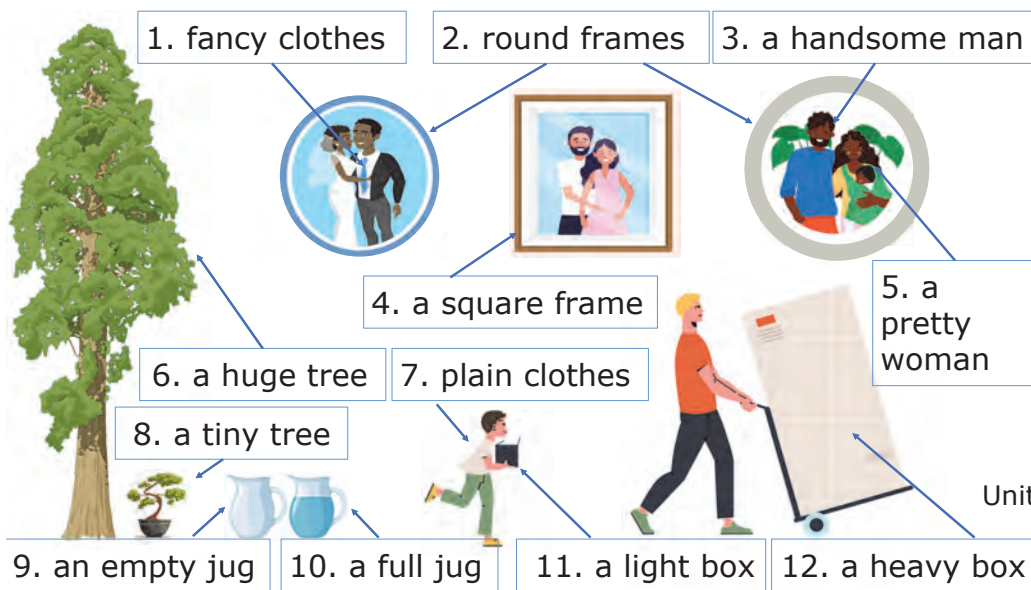 1. fancy clothes
2. round frames
3. a handsome man
4. a square frame
5. a
pretty
woman
6. a huge tree
7. plain clothes
8. a tiny tree
Unit
9. an empty jug
10. a full jug
11. a light box
12. a heavy box